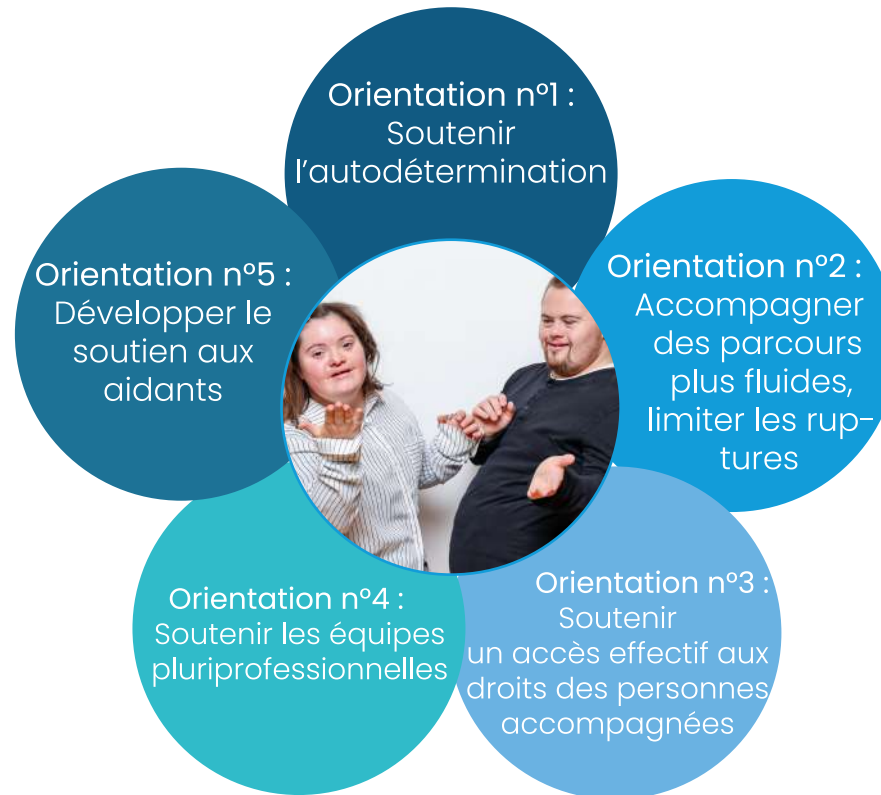 Orientation n°1 :
Soutenir
l'autodétermination
Orientation n°2 :
Accompagner
des parcours
plus fluides,
limiter les rup-
tures
Orientation n°3 :
Soutenir
un accès effectif aux
droits des personnes
accompagnées
Orientation n°4 :
Soutenir les équipes
pluriprofessionnelles
Orientation n°5 :
Développer le
soutien aux
aidants